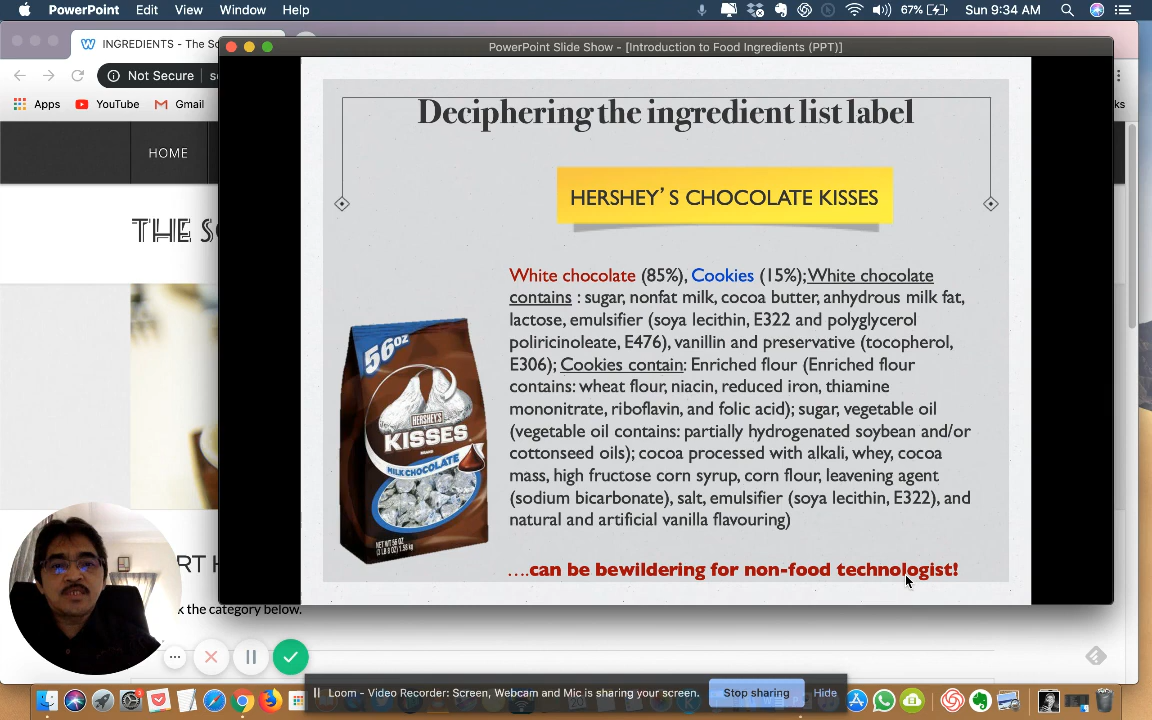 PowerPoint Edit View Window Help 67% Sun 9:34 AM
INGREDIENTS - The Sc
PowerPoint Slide Show - [Introduction to Food Ingredients (PPT)]
Not Secure
Apps YouTube Gmail
HOME
THE S
Deciphering the ingredient list label
HERSHEY'S CHOCOLATE KISSES
White chocolate (85%), Cookies (15%);White chocolate
contains : sugar, nonfat milk, cocoa butter, anhydrous milk fat,
lactose, emulsifier (soya lecithin, E322 and polyglycerol
poliricinoleate, E476), vanillin and preservative (tocopherol,
E306); Cookies contain: Enriched flour (Enriched flour
contains: wheat flour, niacin, reduced iron, thiamine
mononitrate, riboflavin, and folic acid); sugar, vegetable oil
(vegetable oil contains: partially hydrogenated soybean and/or
cottonseed oils); cocoa processed with alkali, whey, cocoa
mass, high fructose corn syrup, corn flour, leavening agent
(sodium bicarbonate), salt, emulsifier (soya lecithin, E322), and
natural and artificial vanilla flavouring)
….can be bewildering for non-food technologist!
56oz
HERSHEY'S
KISSES
BRAND
MILK CHOCOLATE
NET WT 56 OZ
RT H
k the category below.
Loom – Video Recorder: Screen, Webcam and Mic is sharing your screen. Stop sharing Hide